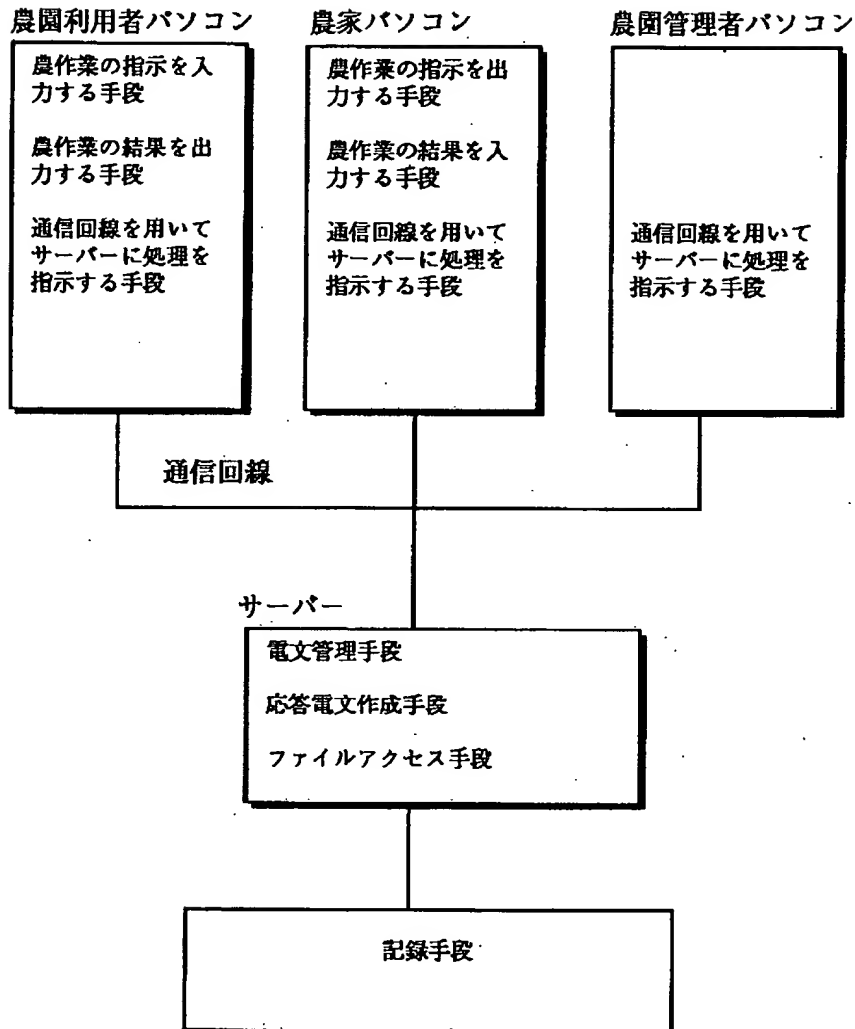 農園利用者パソコン
農作業の指示を入
力する手段
農作業の結果を出
力する手段
通信回線を用いて
サーバーに処理を
指示する手段
農家パソコン
農作業の指示を出
力する手段
農作業の結果を入
力する手段
通信回線を用いて
サーバーに処理を
指示する手段
農園管理者パソコン
通信回線を用いて
サーバーに処理を
指示する手段
通信回線
サーバー
電文管理手段
応答電文作成手段
ファイルアクセス手段
記録手段